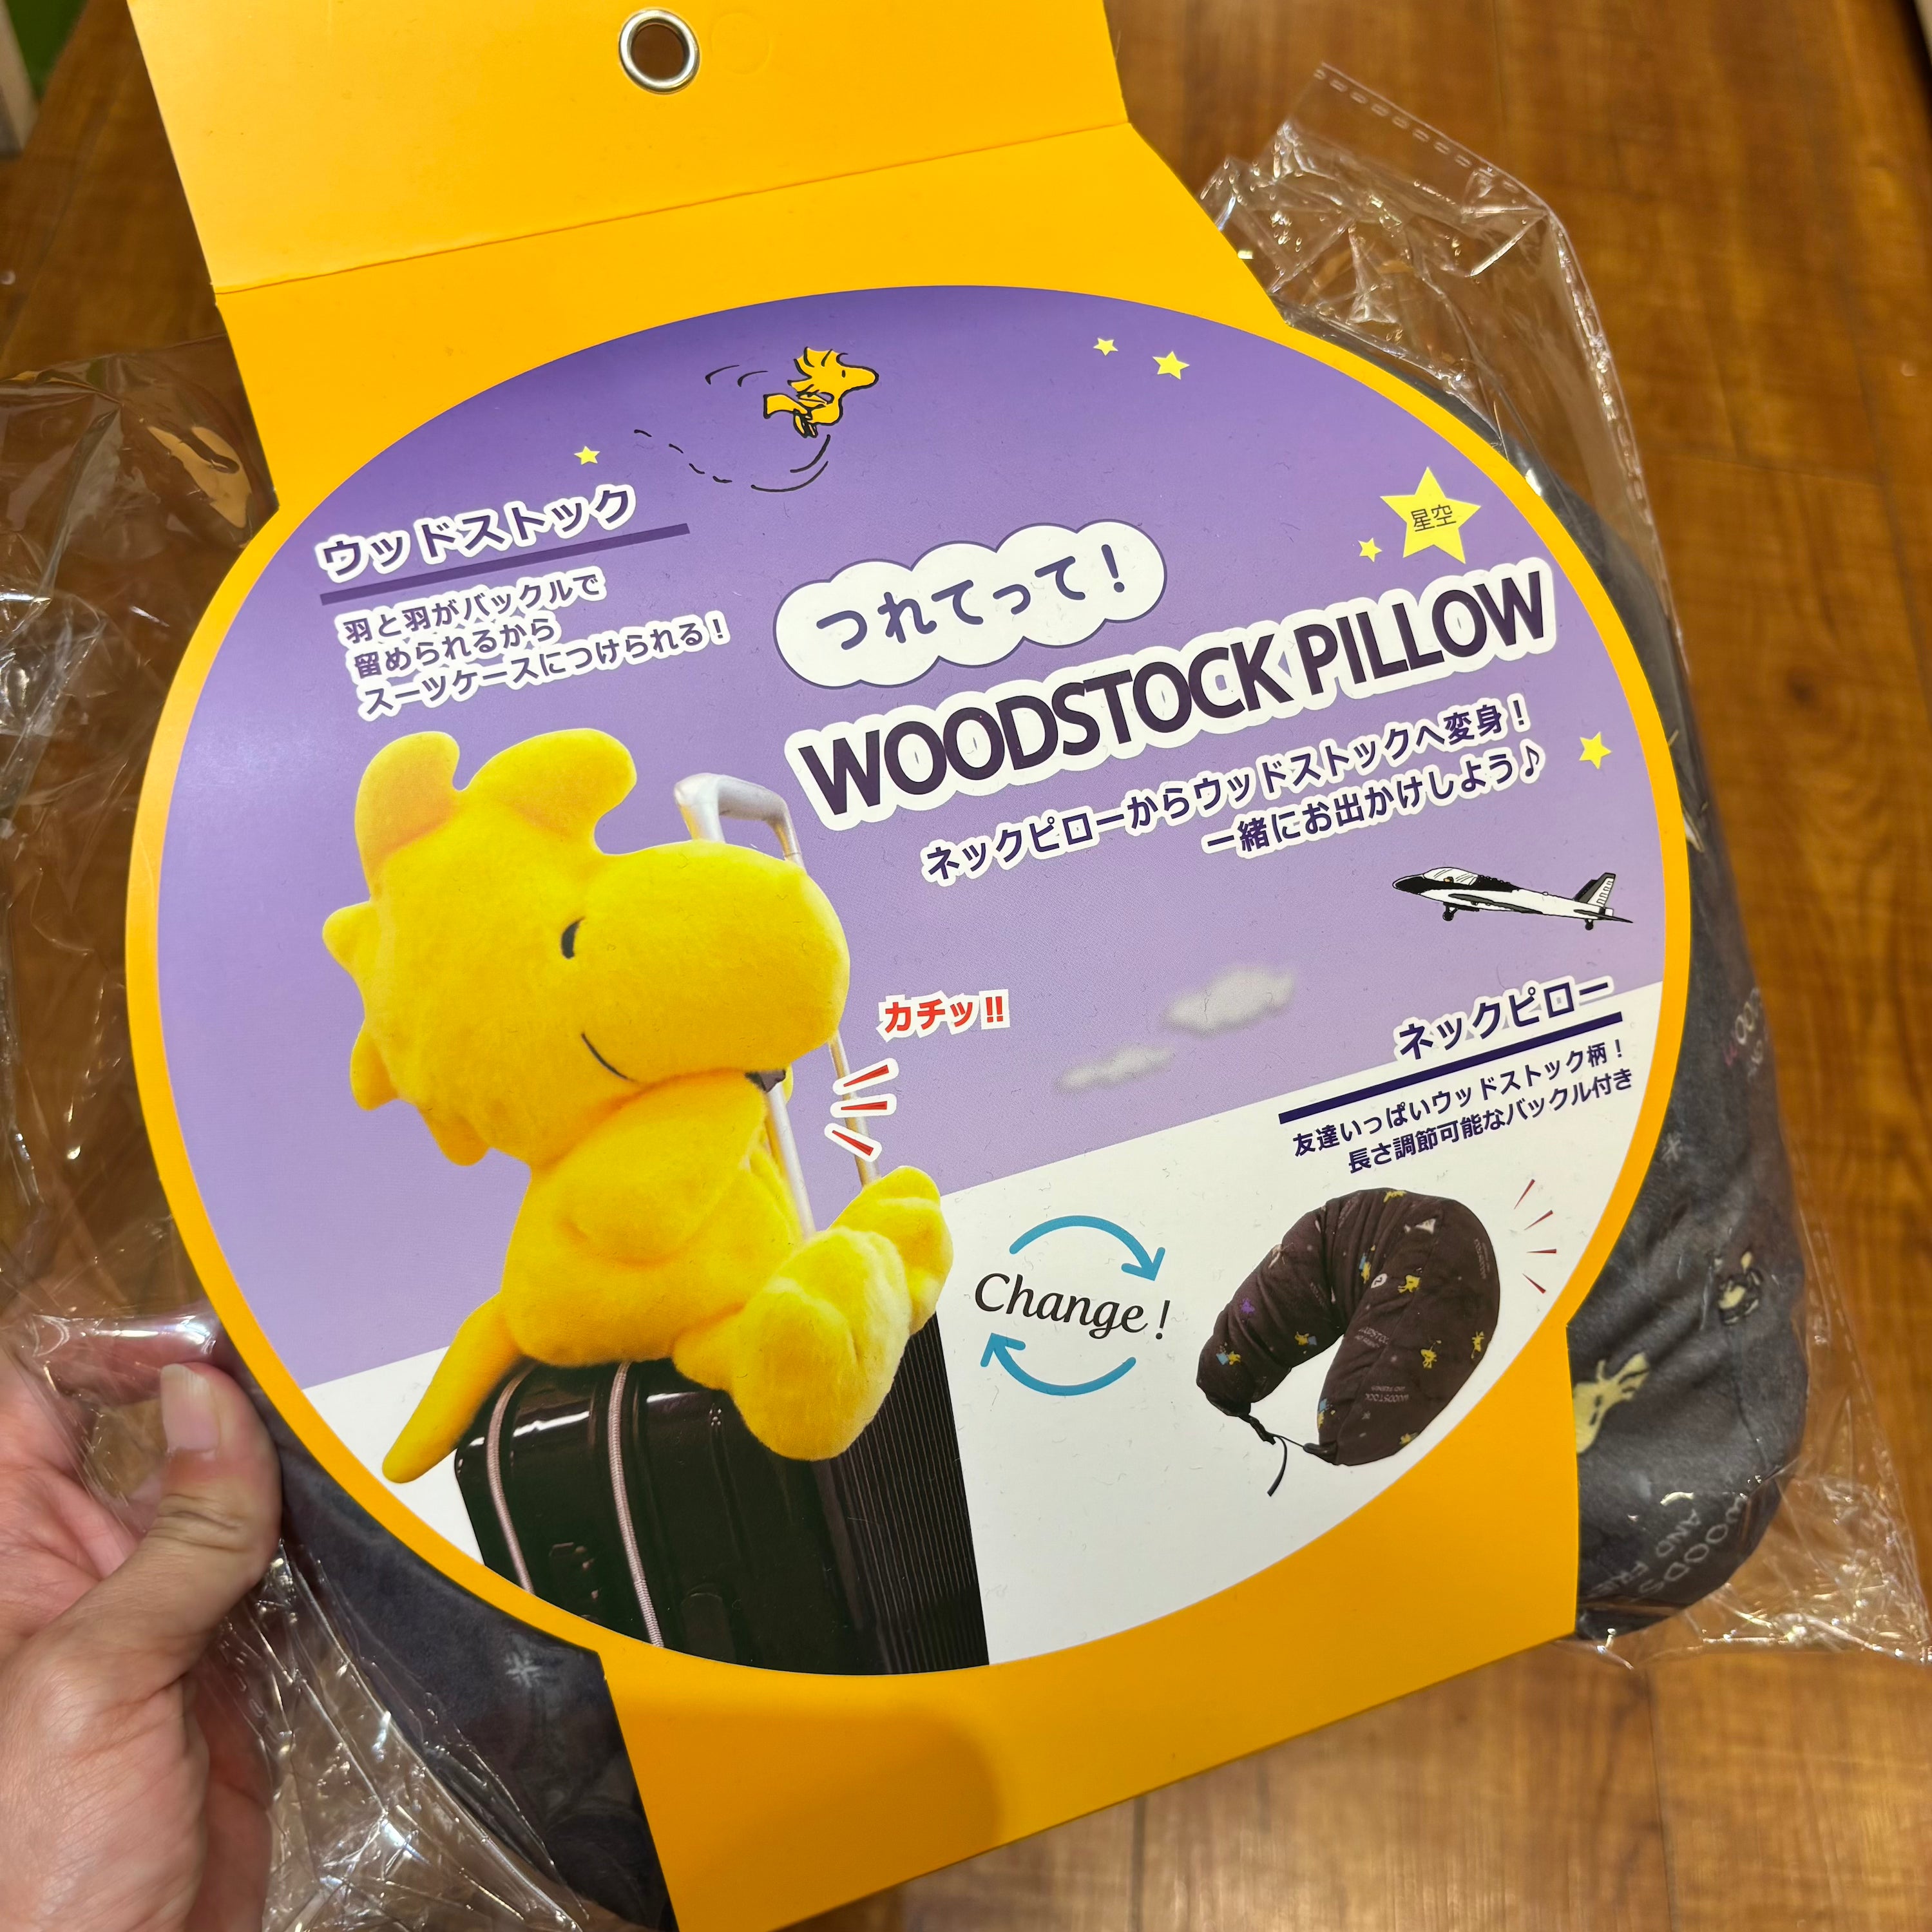 ウッドストック
羽と羽がバックルで
留められるから
スーツケースにつけられる！
星空
つれてって！
WOODSTOCK PILLOW
ネックピローからウッドストックへ変身！
一緒にお出かけしよう♪
カチッ!!
ネックピロー
友達いっぱいウッドストック柄！
長さ調節可能なバックル付き
Change!
WOODSTOCK
WOODS
AND FR